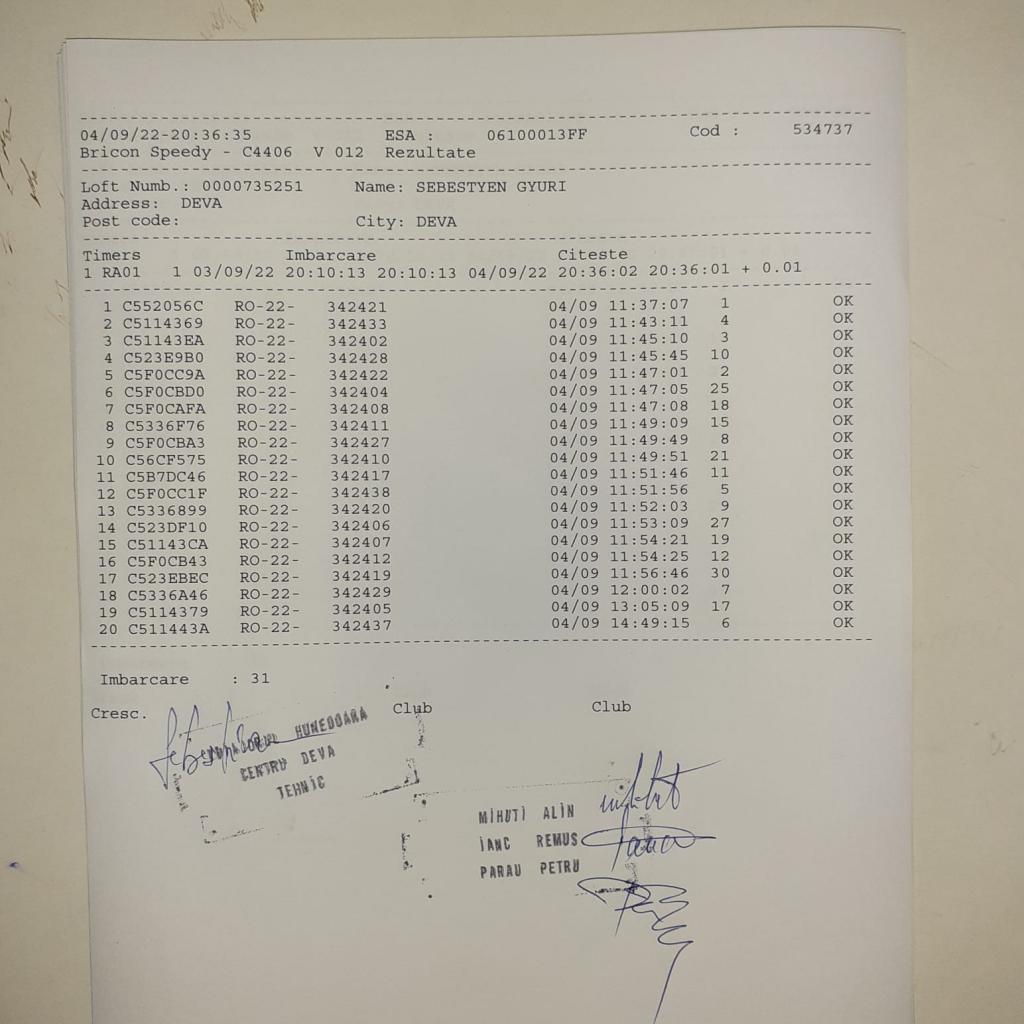 04/09/22-20:36:35 ESA : 06100013FF Cod : 534737
Bricon Speedy - C4406 V 012 Rezultate
Loft Numb.: 0000735251 Name: SEBESTYEN GYURI
Address: DEVA
Post code: City: DEVA
Timers Imbarcare Citeste
1 RA01 1 03/09/22 20:10:13 20:10:13 04/09/22 20:36:02 20:36:01 + 0.01
1 C552056C RO-22- 342421 04/09 11:37:07 1 OK
2 C5114369 RO-22- 342433 04/09 11:43:11 4 OK
3 C51143EA RO-22- 342402 04/09 11:45:10 3 OK
4 C523E9B0 RO-22- 342428 04/09 11:45:45 10 OK
5 C5F0CC9A RO-22- 342422 04/09 11:47:01 2 OK
6 C5F0CBD0 RO-22- 342404 04/09 11:47:05 25 OK
7 C5F0CAFA RO-22- 342408 04/09 11:47:08 18 OK
8 C5336F76 RO-22- 342411 04/09 11:49:09 15 OK
9 C5F0CBA3 RO-22- 342427 04/09 11:49:49 8 OK
10 C56CF575 RO-22- 342410 04/09 11:49:51 21 OK
11 C5B7DC46 RO-22- 342417 04/09 11:51:46 11 OK
12 C5F0CC1F RO-22- 342438 04/09 11:51:56 5 OK
13 C5336899 RO-22- 342420 04/09 11:52:03 9 OK
14 C523DF10 RO-22- 342406 04/09 11:53:09 27 OK
15 C51143CA RO-22- 342407 04/09 11:54:21 19 OK
16 C5F0CB43 RO-22- 342412 04/09 11:54:25 12 OK
17 C523EBEC RO-22- 342419 04/09 11:56:46 30 OK
18 C5336A46 RO-22- 342429 04/09 12:00:02 7 OK
19 C5114379 RO-22- 342405 04/09 13:05:09 17 OK
20 C511443A RO-22- 342437 04/09 14:49:15 6 OK
Imbarcare : 31
Cresc. Club Club
HUNEDOARA
CENTRU DEVA
TEHNIC
MIHUTI ALIN
IANC REMUS
PARAU PETRU